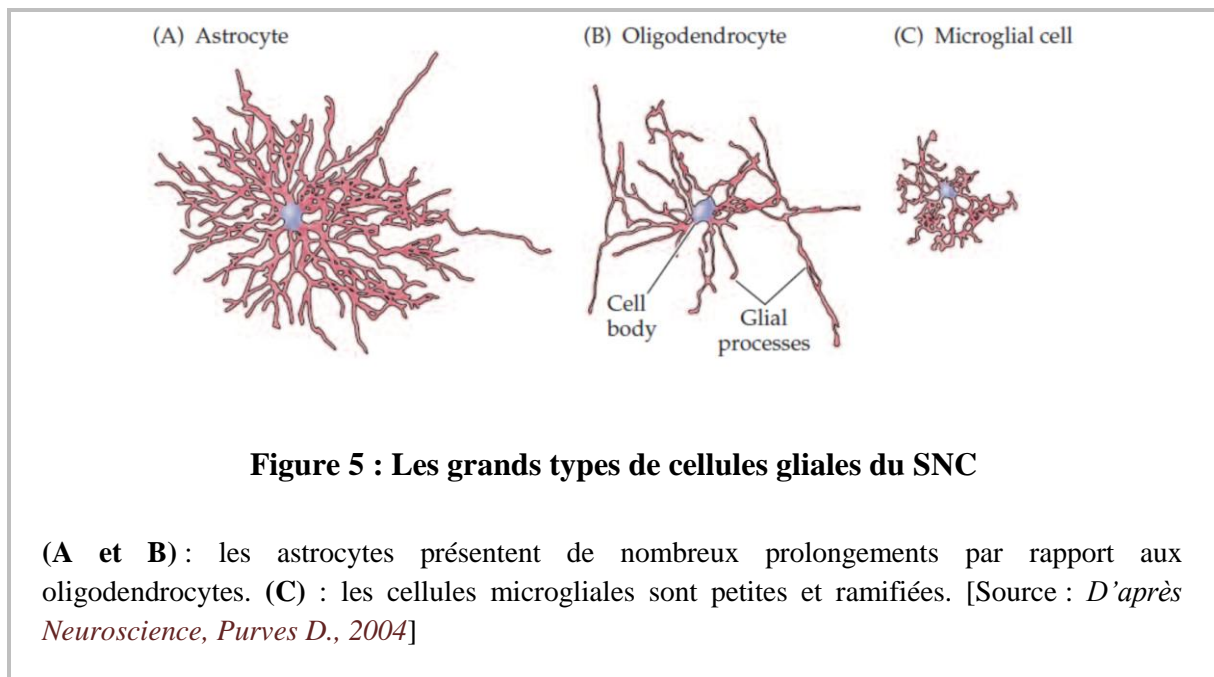 (A) Astrocyte
(B) Oligodendrocyte
(C) Microglial cell
Cell
body
Glial
processes
Figure 5 : Les grands types de cellules gliales du SNC
(A et B) : les astrocytes présentent de nombreux prolongements par rapport aux
oligodendrocytes. (C) : les cellules microgliales sont petites et ramifiées. [Source : D’après
Neuroscience, Purves D., 2004]